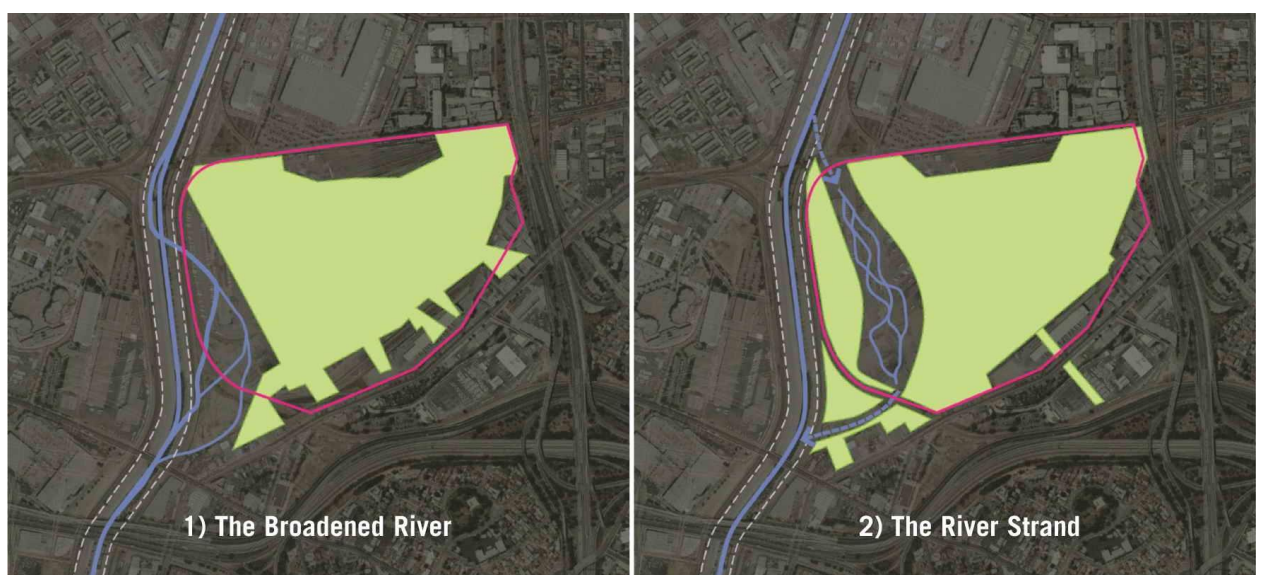 1) The Broadened River
2) The River Strand